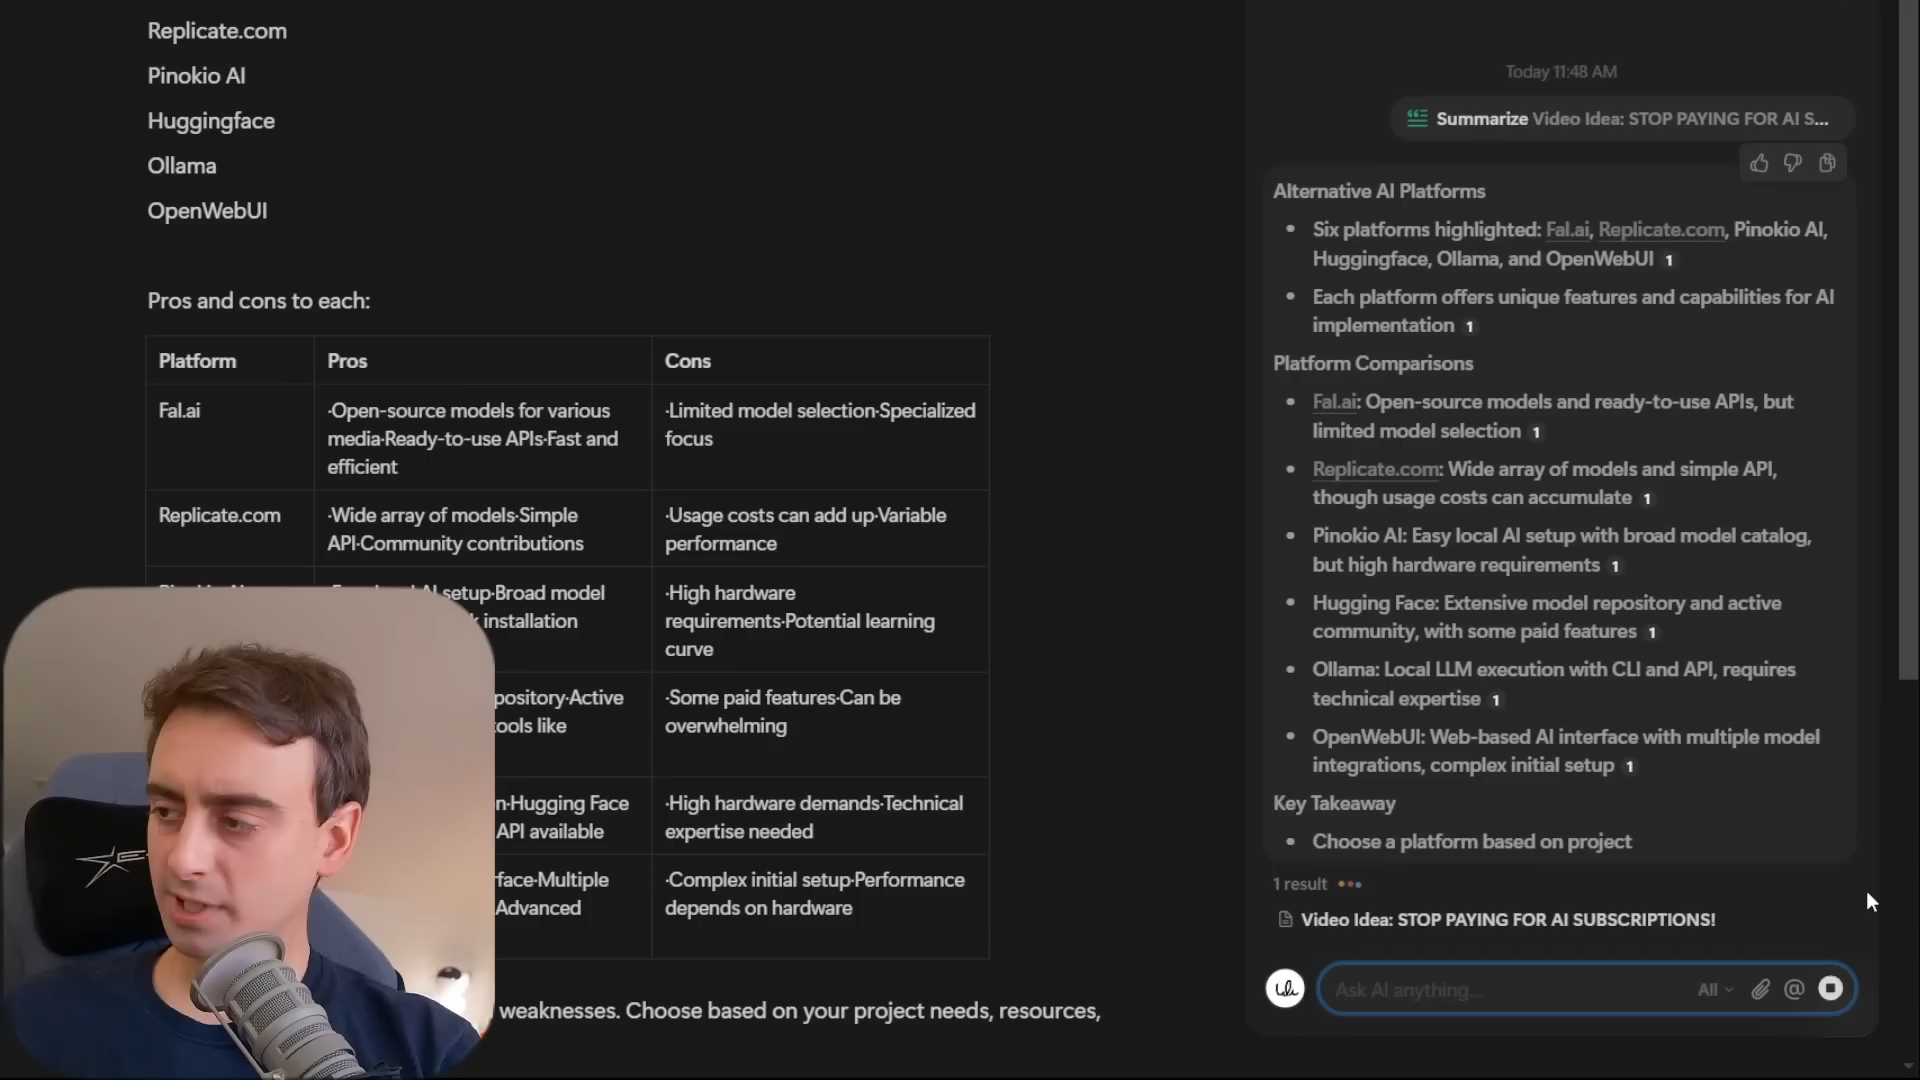 Replicate.com
Pinokio AI
Huggingface
Ollama
OpenWebUI
Pros and cons to each:
Platform Pros Cons
Fal.ai
·Open-source models for various
media·Ready-to-use APIs·Fast and
efficient
·Limited model selection·Specialized
focus
Replicate.com
·Wide array of models·Simple
API·Community contributions
·Usage costs can add up·Variable
performance
AI setup·Broad model
installation
·High hardware
requirements·Potential learning
curve
·Active
tools like
·Some paid features·Can be
overwhelming
·Hugging Face
API available
·High hardware demands·Technical
expertise needed
·Multiple
Advanced
·Complex initial setup·Performance
depends on hardware
weaknesses. Choose based on your project needs, resources,
Today 11:48 AM
Summarize Video Idea: STOP PAYING FOR AI S...
Alternative AI Platforms
• Six platforms highlighted: Fal.ai, Replicate.com, Pinokio AI,
Huggingface, Ollama, and OpenWebUI 1
• Each platform offers unique features and capabilities for AI
implementation 1
Platform Comparisons
• Fal.ai: Open-source models and ready-to-use APIs, but
limited model selection 1
• Replicate.com: Wide array of models and simple API,
though usage costs can accumulate 1
• Pinokio AI: Easy local AI setup with broad model catalog,
but high hardware requirements 1
• Hugging Face: Extensive model repository and active
community, with some paid features 1
• Ollama: Local LLM execution with CLI and API, requires
technical expertise 1
• OpenWebUI: Web-based AI interface with multiple model
integrations, complex initial setup 1
Key Takeaway
• Choose a platform based on project
1 result
Video Idea: STOP PAYING FOR AI SUBSCRIPTIONS!
Ask AI anything...
All